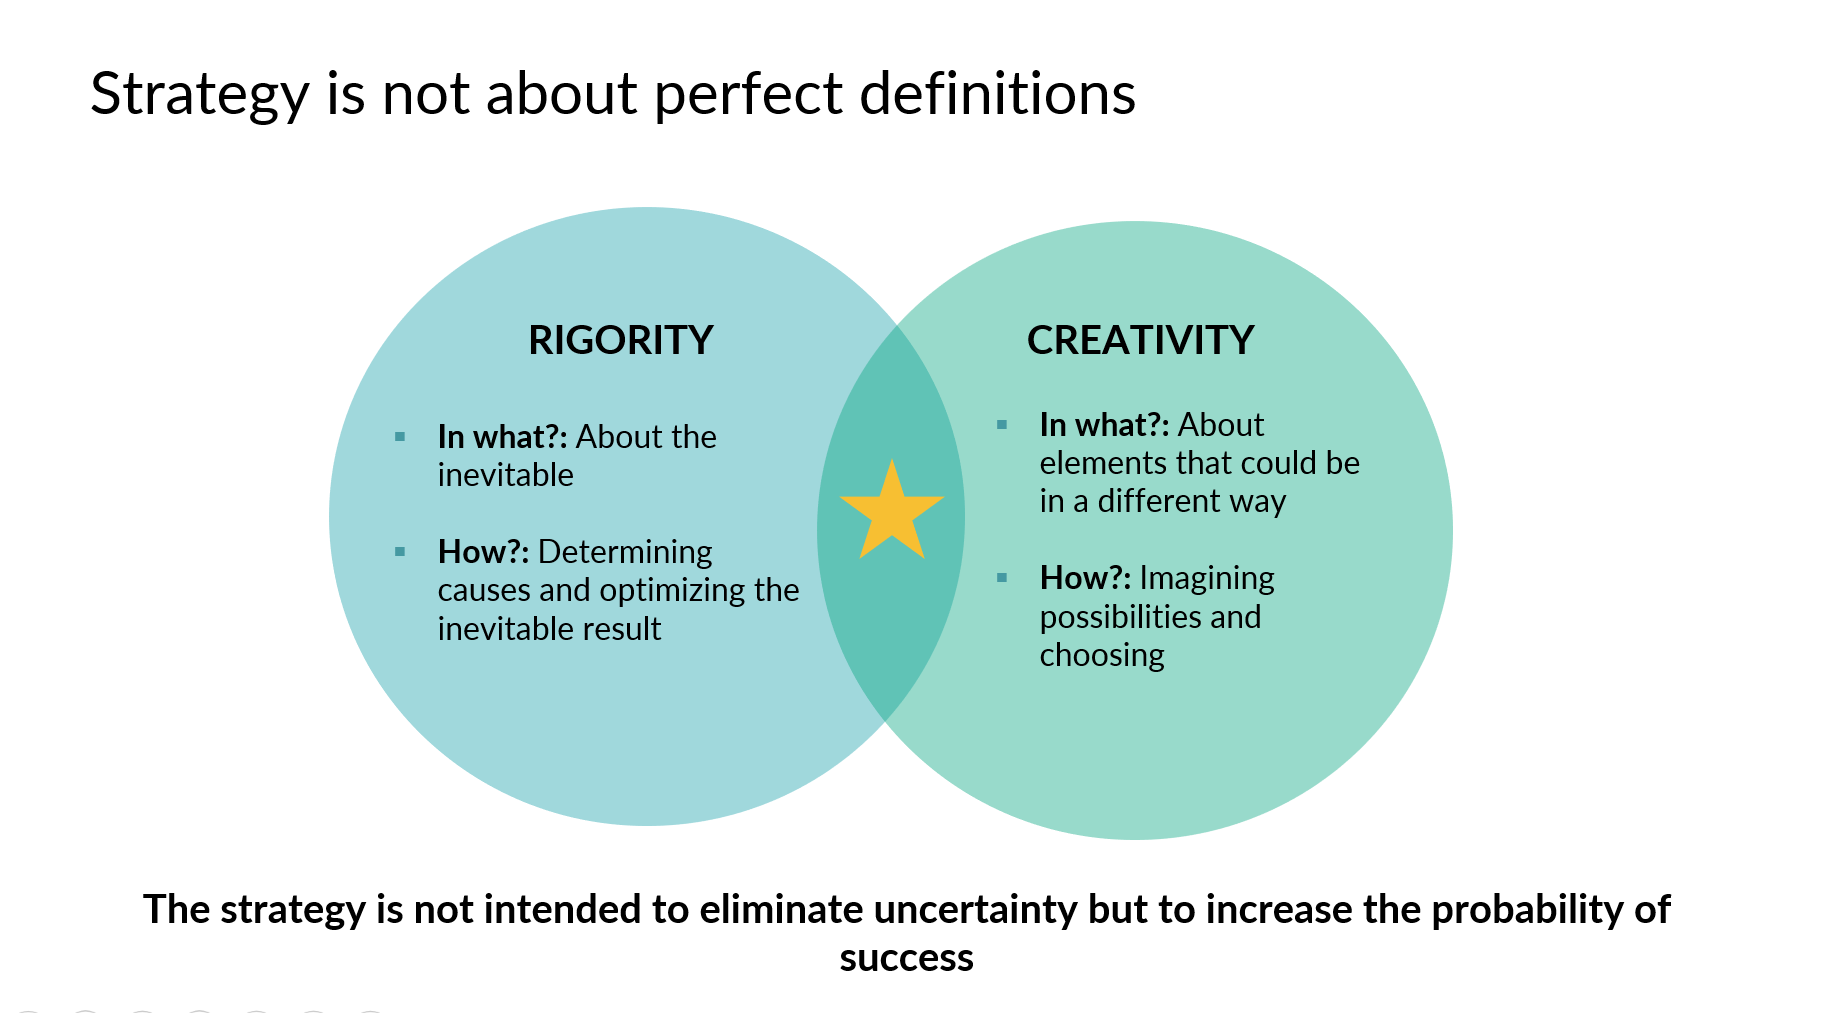 Strategy is not about perfect definitions
RIGORITY
In what?: About the
inevitable
How?: Determining
causes and optimizing the
inevitable result
CREATIVITY
In what?: About
elements that could be
in a different way
How?: Imagining
possibilities and
choosing
The strategy is not intended to eliminate uncertainty but to increase the probability of
success